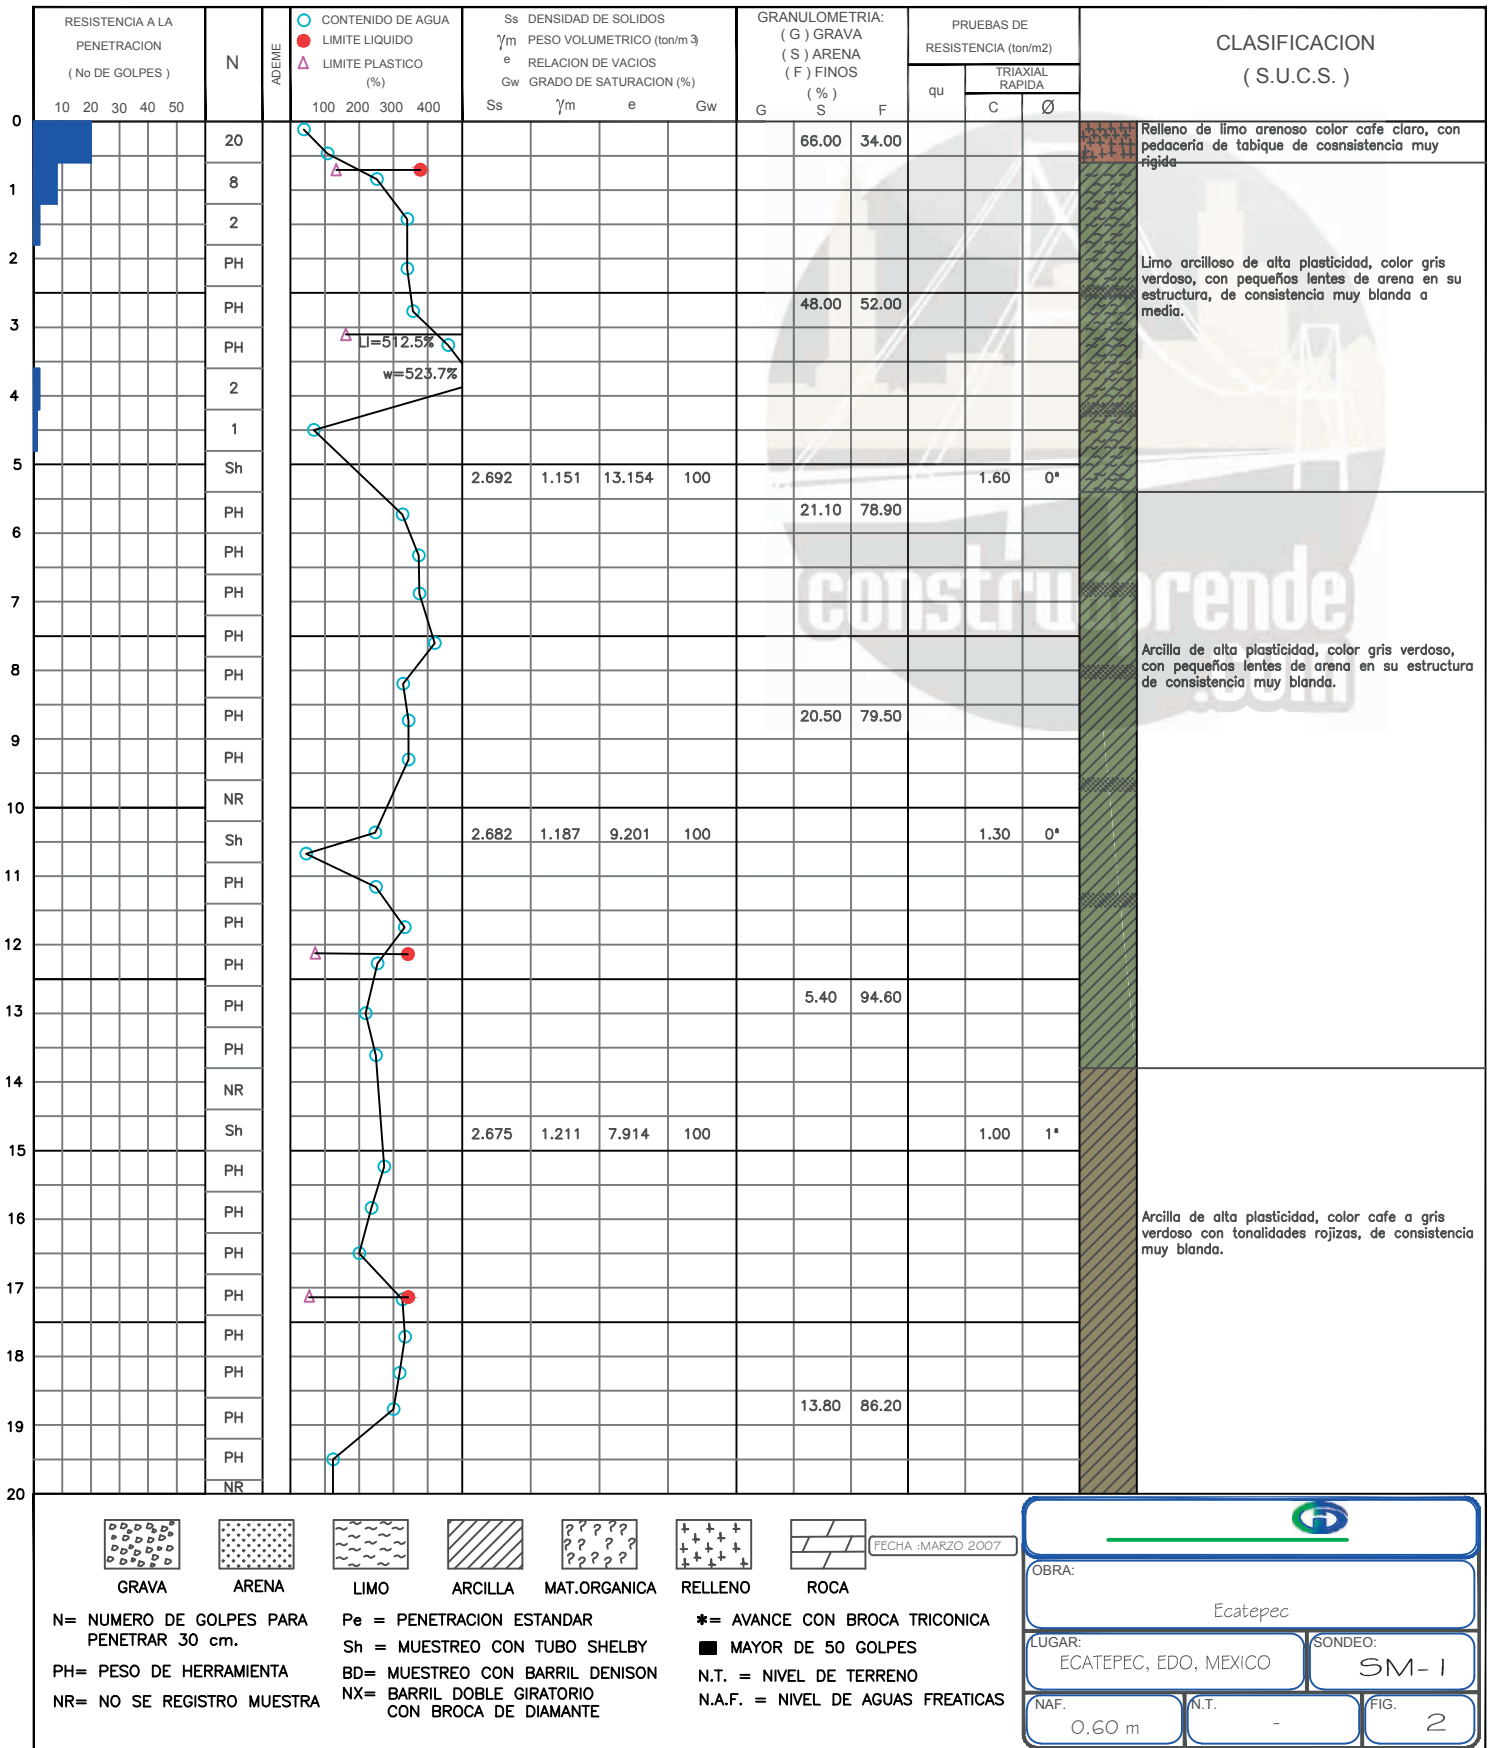 RESISTENCIA A LA
PENETRACION
( No DE GOLPES )
10 20 30 40 50
N
ADEME
CONTENIDO DE AGUA
LIMITE LIQUIDO
LIMITE PLASTICO
(%)
100 200 300 400
Ss DENSIDAD DE SOLIDOS
γm PESO VOLUMETRICO (ton/m 3)
e RELACION DE VACIOS
Gw GRADO DE SATURACION (%)
Ss γm e Gw
GRANULOMETRIA:
( G ) GRAVA
( S ) ARENA
( F ) FINOS
( % )
G S F
PRUEBAS DE
RESISTENCIA (ton/m2)
qu
TRIAXIAL
RAPIDA
C Ø
CLASIFICACION
( S.U.C.S. )
0
20 66.00 34.00
Relleno de limo arenoso color cafe claro, con
pedaceria de tabique de cosnsistencia muy
rigida
1
8
2
2
PH
Limo arcilloso de alta plasticidad, color gris
verdoso, con pequeños lentes de arena en su
estructura, de consistencia muy blanda a
media.
PH 48.00 52.00
3
PH Ll=512.5%
w=523.7%
2
4
1
5
Sh 2.692 1.151 13.154 100 1.60 0°
PH 21.10 78.90
6
PH
PH
7
PH
construaprende
.com
Arcilla de alta plasticidad, color gris verdoso,
con pequeños lentes de arena en su estructura
de consistencia muy blanda.
8
PH
PH 20.50 79.50
9
PH
NR
10
Sh 2.682 1.187 9.201 100 1.30 0°
11
PH
PH
12
PH
13
PH 5.40 94.60
PH
14
NR
Sh 2.675 1.211 7.914 100 1.00 1°
15
PH
PH
16
PH
Arcilla de alta plasticidad, color cafe a gris
verdoso con tonalidades rojizas, de consistencia
muy blanda.
17
PH
PH
18
PH
PH 13.80 86.20
19
PH
NR
20
GRAVA ARENA LIMO ARCILLA MAT.ORGANICA RELLENO ROCA
FECHA :MARZO 2007
N= NUMERO DE GOLPES PARA
PENETRAR 30 cm.
PH= PESO DE HERRAMIENTA
NR= NO SE REGISTRO MUESTRA
Pe = PENETRACION ESTANDAR
Sh = MUESTREO CON TUBO SHELBY
BD= MUESTREO CON BARRIL DENISON
NX= BARRIL DOBLE GIRATORIO
CON BROCA DE DIAMANTE
✱= AVANCE CON BROCA TRICONICA
■ MAYOR DE 50 GOLPES
N.T. = NIVEL DE TERRENO
N.A.F. = NIVEL DE AGUAS FREATICAS
OBRA:
Ecatepec
LUGAR:
ECATEPEC, EDO, MEXICO
SONDEO:
SM-1
NAF.
0.60 m
N.T.
-
FIG.
2